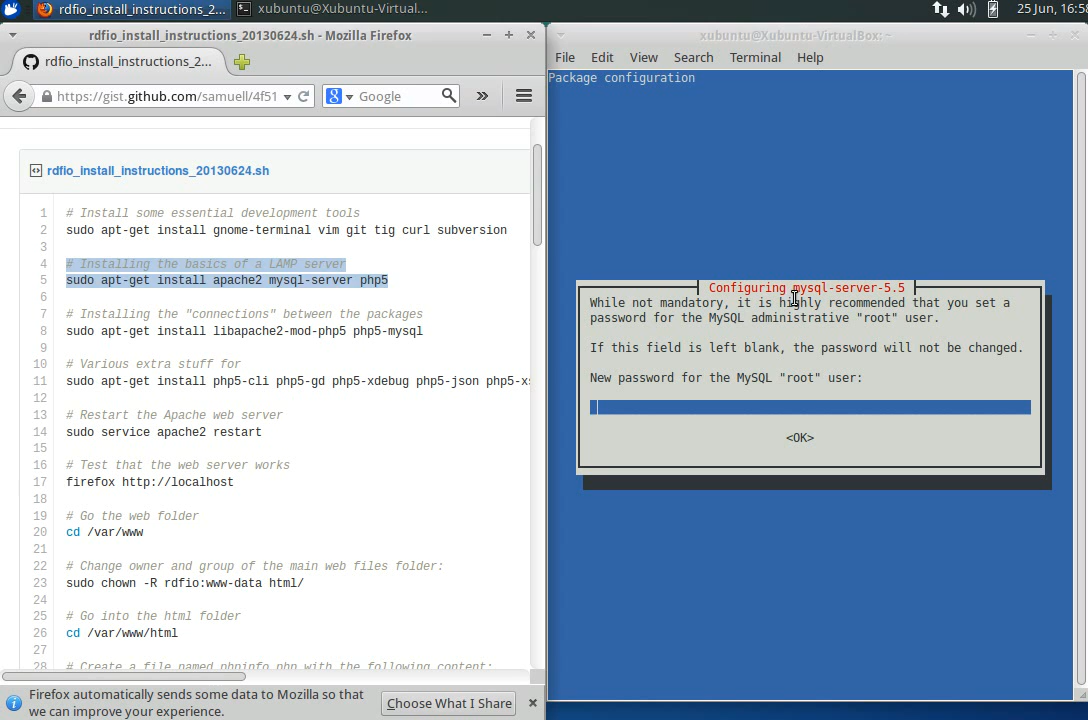 rdfio_install_instructions_2...
xubuntu@Xubuntu-Virtual...
25 Jun, 16:58
rdfio_install_instructions_20130624.sh - Mozilla Firefox
rdfio_install_instructions_2...
https://gist.github.com/samuell/4f51
Google
rdfio_install_instructions_20130624.sh
1 # Install some essential development tools
2 sudo apt-get install gnome-terminal vim git tig curl subversion
3
4 # Installing the basics of a LAMP server
5 sudo apt-get install apache2 mysql-server php5
6
7 # Installing the "connections" between the packages
8 sudo apt-get install libapache2-mod-php5 php5-mysql
9
10 # Various extra stuff for
11 sudo apt-get install php5-cli php5-gd php5-xdebug php5-json php5-xs
12
13 # Restart the Apache web server
14 sudo service apache2 restart
15
16 # Test that the web server works
17 firefox http://localhost
18
19 # Go the web folder
20 cd /var/www
21
22 # Change owner and group of the main web files folder:
23 sudo chown -R rdfio:www-data html/
24
25 # Go into the html folder
26 cd /var/www/html
27
28 # Create a file named phpinfo.php with the following content:
Firefox automatically sends some data to Mozilla so that
we can improve your experience.
Choose What I Share
xubuntu@Xubuntu-VirtualBox: ~
File Edit View Search Terminal Help
Package configuration
Configuring mysql-server-5.5
While not mandatory, it is highly recommended that you set a
password for the MySQL administrative "root" user.
If this field is left blank, the password will not be changed.
New password for the MySQL "root" user:
<OK>